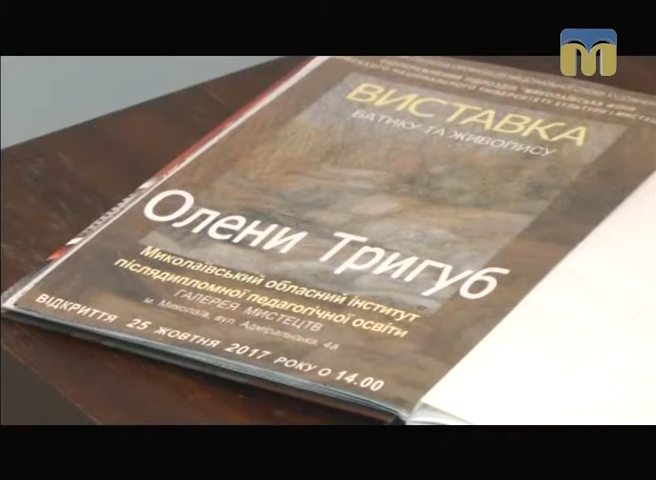 ВИСТАВКА
БАТИКУ ТА ЖИВОПИСУ
Олени Тригуб
Миколаївський обласний інститут
післядипломної педагогічної освіти
ГАЛЕРЕЯ МИСТЕЦТВ
м. Миколаїв, вул. Адміральська, 4а
ВІДКРИТТЯ 25 ЖОВТНЯ 2017 РОКУ О 14.00